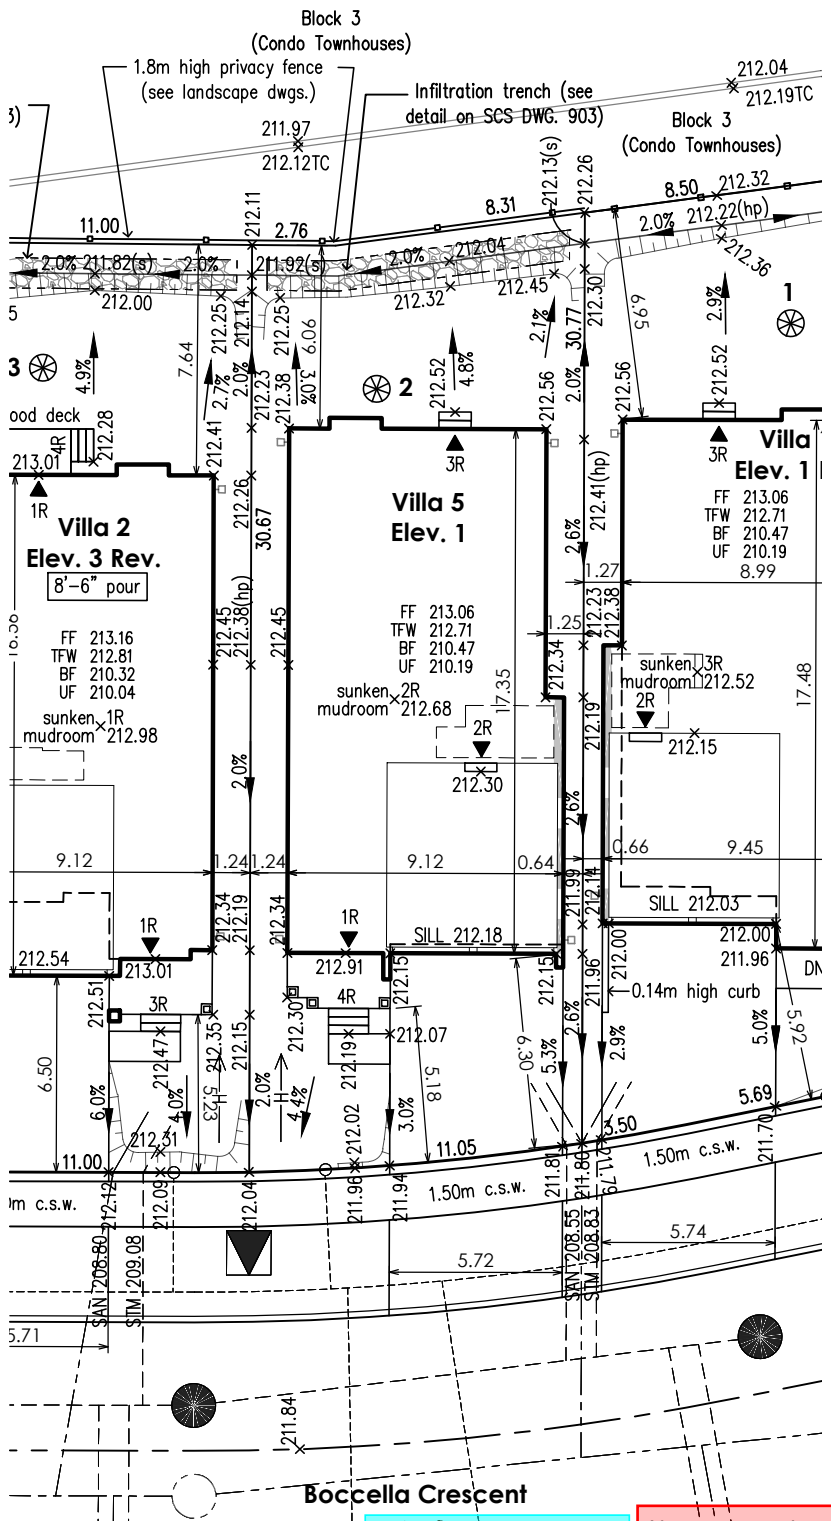 Block 3
(Condo Townhouses)
1.8m high privacy fence
(see landscape dwgs.)
Infiltration trench (see
detail on SCS DWG. 903)
3)
212.04
212.19TC
Block 3
(Condo Townhouses)
211.97
212.12TC
212.13(s)
212.26
212.11
11.00
2.76
8.31
8.50
212.32
2.0%
212.22(hp)
212.36
2.0%
211.82(s)
2.0%
211.92(s)
2.0%
212.04
212.00
212.25
212.14
212.25
212.32
212.45
212.30
5
7.64
6.06
6.95
2.1%
30.77
2.9%
1
3
4.9%
2.7%
2.0%
212.23
212.38
3.0%
2
212.52
4.8%
212.56
2.0%
212.56
212.52
ood deck
4R
212.28
212.41
213.01
1R
3R
3R
212.26
30.67
212.41(hp)
2.6%
Villa 2
Elev. 3 Rev.
8'-6" pour
Villa 5
Elev. 1
Villa
Elev. 1
FF 213.06
TFW 212.71
BF 210.47
UF 210.19
1.27
8.99
212.45
212.38(hp)
212.45
FF 213.16
TFW 212.81
BF 210.32
UF 210.04
FF 213.06
TFW 212.71
BF 210.47
UF 210.19
1.25
212.34
212.23
212.38
sunken 1R
mudroom 212.98
sunken 2R
mudroom 212.68
sunken 3R
mudroom 212.52
17.35
17.48
212.19
2R
212.30
2R
212.15
2.0%
2.6%
9.12
1.24
1.24
9.12
0.64
0.66
9.45
212.34
212.19
212.34
211.99
212.14
1R
1R
SILL 212.18
SILL 212.03
212.54
213.01
212.91
212.15
212.15
212.00
212.00
211.96
211.96
DN
212.51
3R
4R
0.14m high curb
212.47
212.35
212.15
212.30
212.19
212.07
6.50
5.23
5.18
6.30
2.6%
2.9%
5.0%
5.92
6.0%
4.0%
2.0%
4.4%
3.0%
5.3%
212.31
212.02
11.00
11.05
3.50
5.69
0m c.s.w.
212.12
212.09
212.04
211.96
211.94
1.50m c.s.w.
211.81
211.80
211.79
1.50m c.s.w.
211.70
SAN 208.80
STM 209.08
SAN 208.55
STM 208.83
5.72
5.74
5.71
211.84
Boccella Crescent